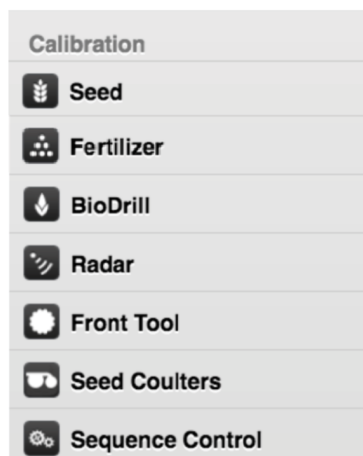 Calibration
Seed
Fertilizer
BioDrill
Radar
Front Tool
Seed Coulters
Sequence Control